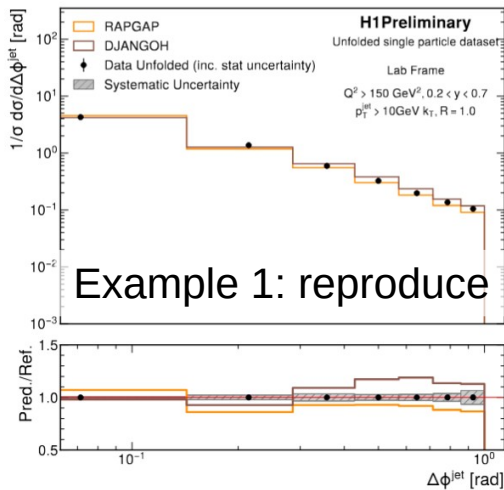 1/σ dσ/dΔϕ^jet [rad]
RAPGAP
DJANGOH
Data Unfolded (inc. stat uncertainty)
Systematic Uncertainty
H1Preliminary
Unfolded single particle dataset
Lab Frame
Q² > 150 GeV², 0.2 < y < 0.7
p_T^jet > 10GeV k_T, R = 1.0
10²
10¹
10⁰
10⁻¹
10⁻²
10⁻³
Example 1: reproduce
Pred./Ref.
1.5
1.0
0.5
10⁻¹
10⁰
Δϕ^jet [rad]